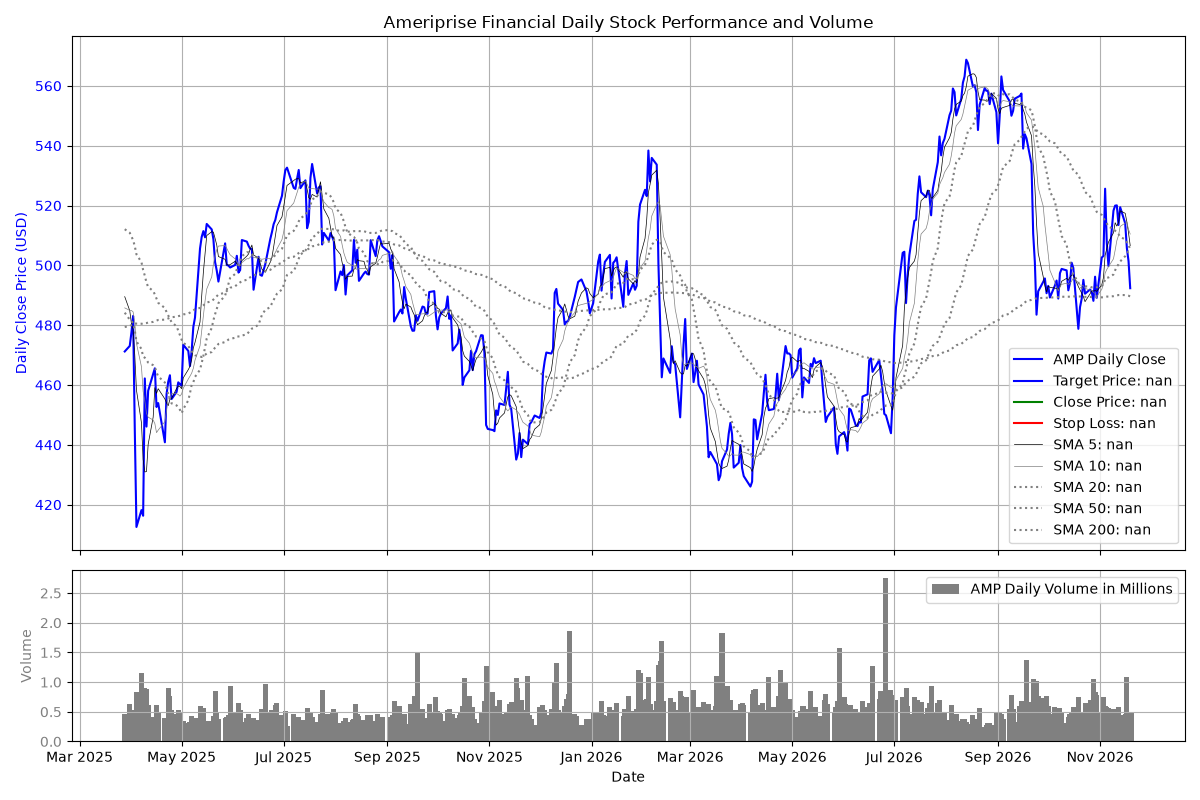 Ameriprise Financial Daily Stock Performance and Volume
Daily Close Price (USD)
560
540
520
500
480
460
440
420
AMP Daily Close
Target Price: nan
Close Price: nan
Stop Loss: nan
SMA 5: nan
SMA 10: nan
SMA 20: nan
SMA 50: nan
SMA 200: nan
Volume
2.5
2.0
1.5
1.0
0.5
0.0
AMP Daily Volume in Millions
Mar 2025 May 2025 Jul 2025 Sep 2025 Nov 2025 Jan 2026 Mar 2026 May 2026 Jul 2026 Sep 2026 Nov 2026
Date